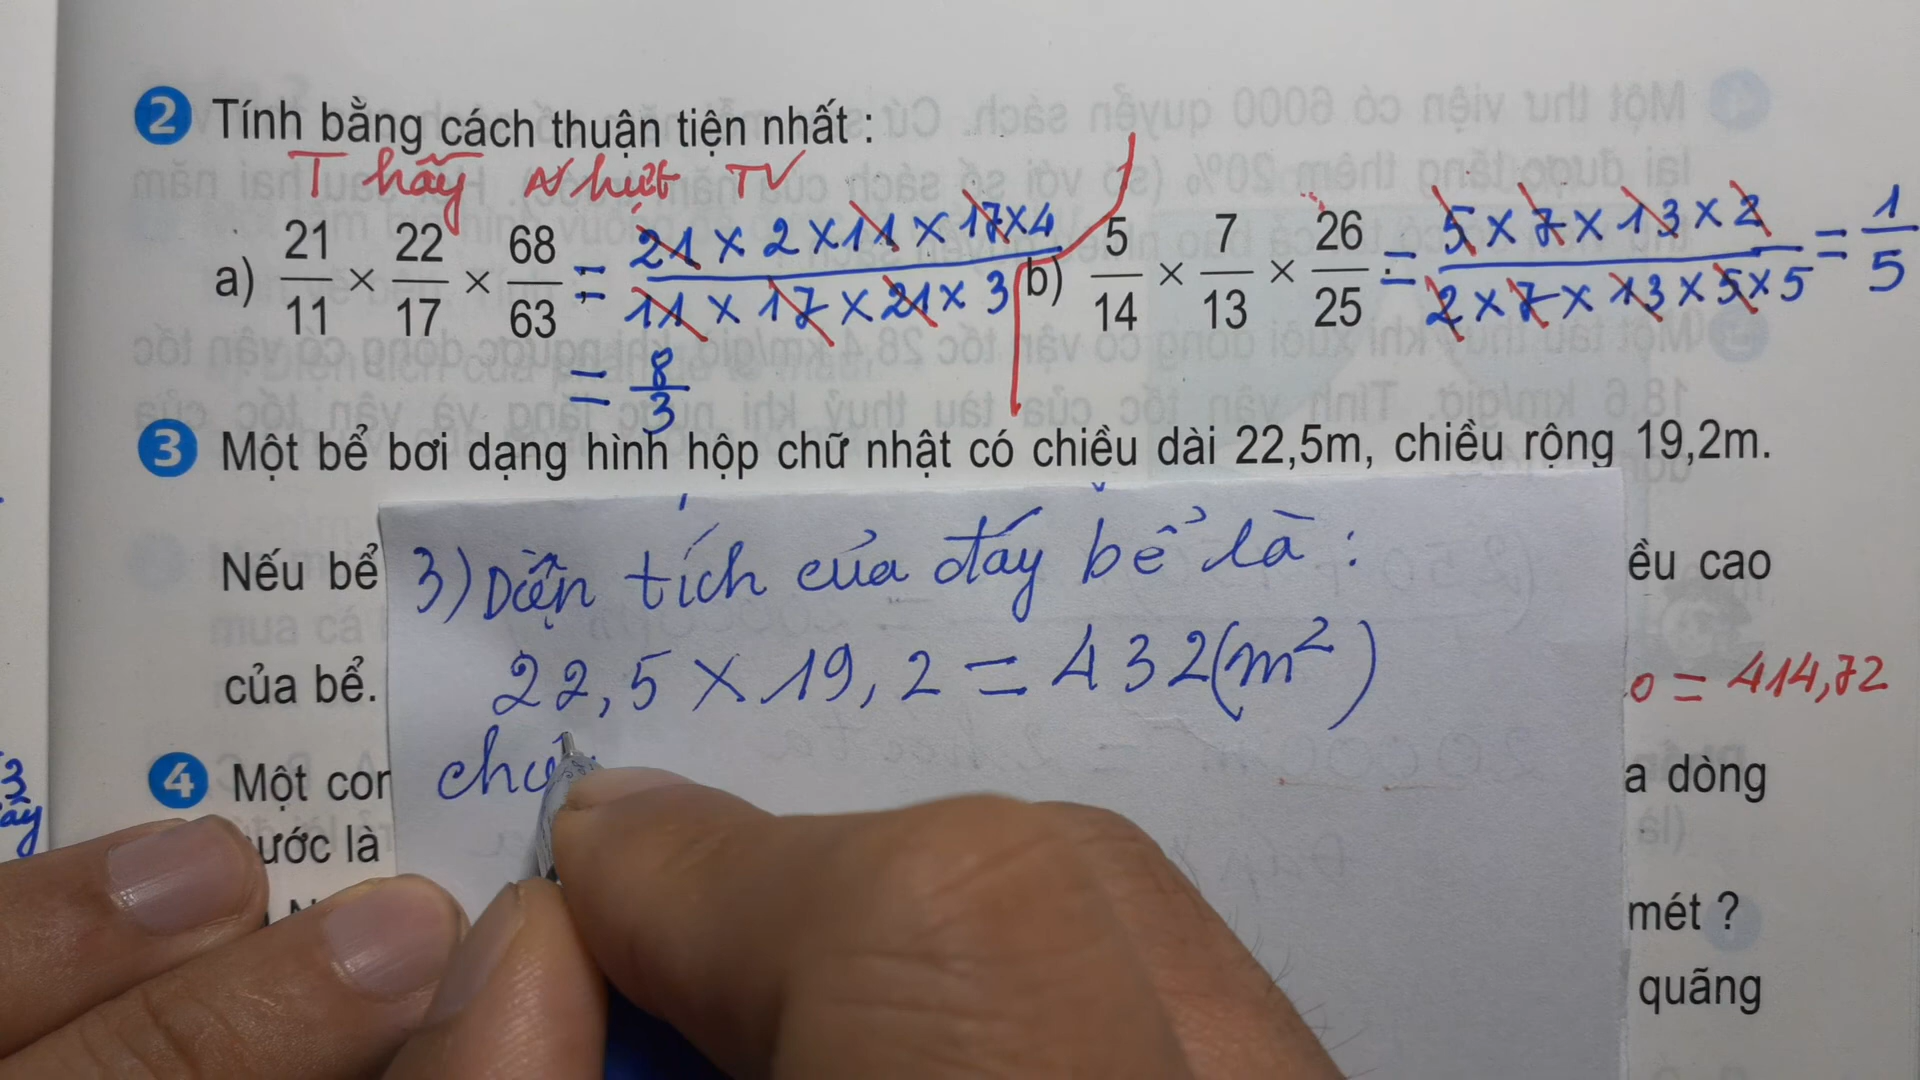 2 Tính bằng cách thuận tiện nhất :
Thầy Nhựt TV
a) 21/11 × 22/17 × 68/63 ; = 21 × 2 × 11 × 17 × 4 / 11 × 17 × 21 × 3
= 8/3
b) 5/14 × 7/13 × 26/25 . = 5 × 7 × 13 × 2 / 2 × 7 × 13 × 5 × 5 = 1/5
3 Một bể bơi dạng hình hộp chữ nhật có chiều dài 22,5m, chiều rộng 19,2m.
Nếu bể
ều cao
của bể.
0 = 414,72
3) Diện tích của đáy bể là :
22,5 × 19,2 = 432(m²)
4 Một con
a dòng
ước là
mét ?
quãng
3